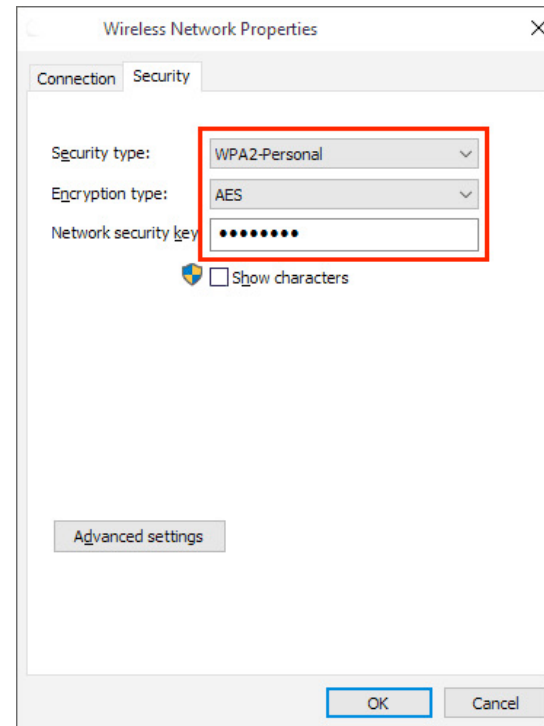 Wireless Network Properties
Connection Security
Security type: WPA2-Personal
Encryption type: AES
Network security key ●●●●●●●●
Show characters
Advanced settings
OK Cancel